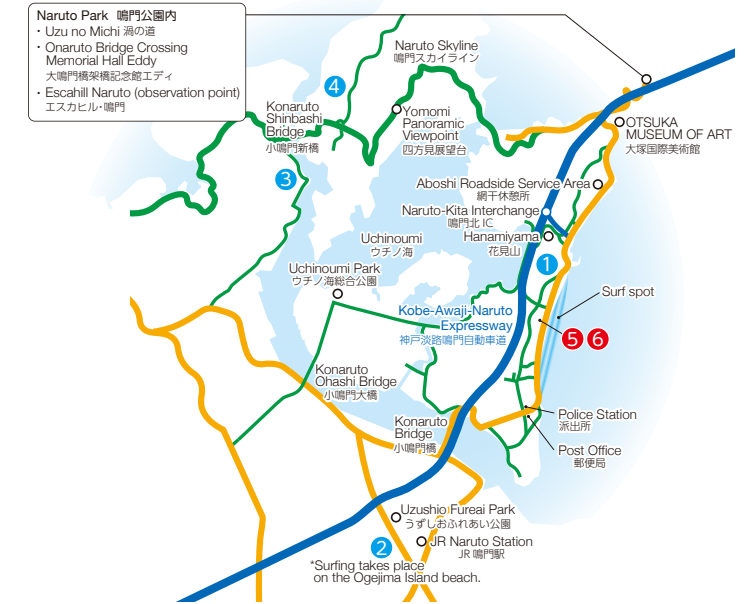 Naruto Park 鳴門公園内
・Uzu no Michi 渦の道
・Onaruto Bridge Crossing
Memorial Hall Eddy
大鳴門橋架橋記念館エディ
・Escahill Naruto (observation point)
エスカヒル・鳴門
Naruto Skyline
鳴門スカイライン
4
Konaruto
Shinbashi
Bridge
小鳴門新橋
Yomomi
Panoramic
Viewpoint
四方見展望台
OTSUKA
MUSEUM OF ART
大塚国際美術館
3
Aboshi Roadside Service Area
網干休憩所
Naruto-Kita Interchange
鳴門北 IC
Hanamiyama
花見山
Uchinoumi
ウチノ海
1
Uchinoumi Park
ウチノ海総合公園
Surf spot
Kobe-Awaji-Naruto
Expressway
神戸淡路鳴門自動車道
5 6
Konaruto
Ohashi Bridge
小鳴門大橋
Konaruto
Bridge
小鳴門橋
Police Station
派出所
Post Office
郵便局
Uzushio Fureai Park
うずしおふれあい公園
2
JR Naruto Station
JR 鳴門駅
*Surfing takes place
on the Ogejima Island beach.